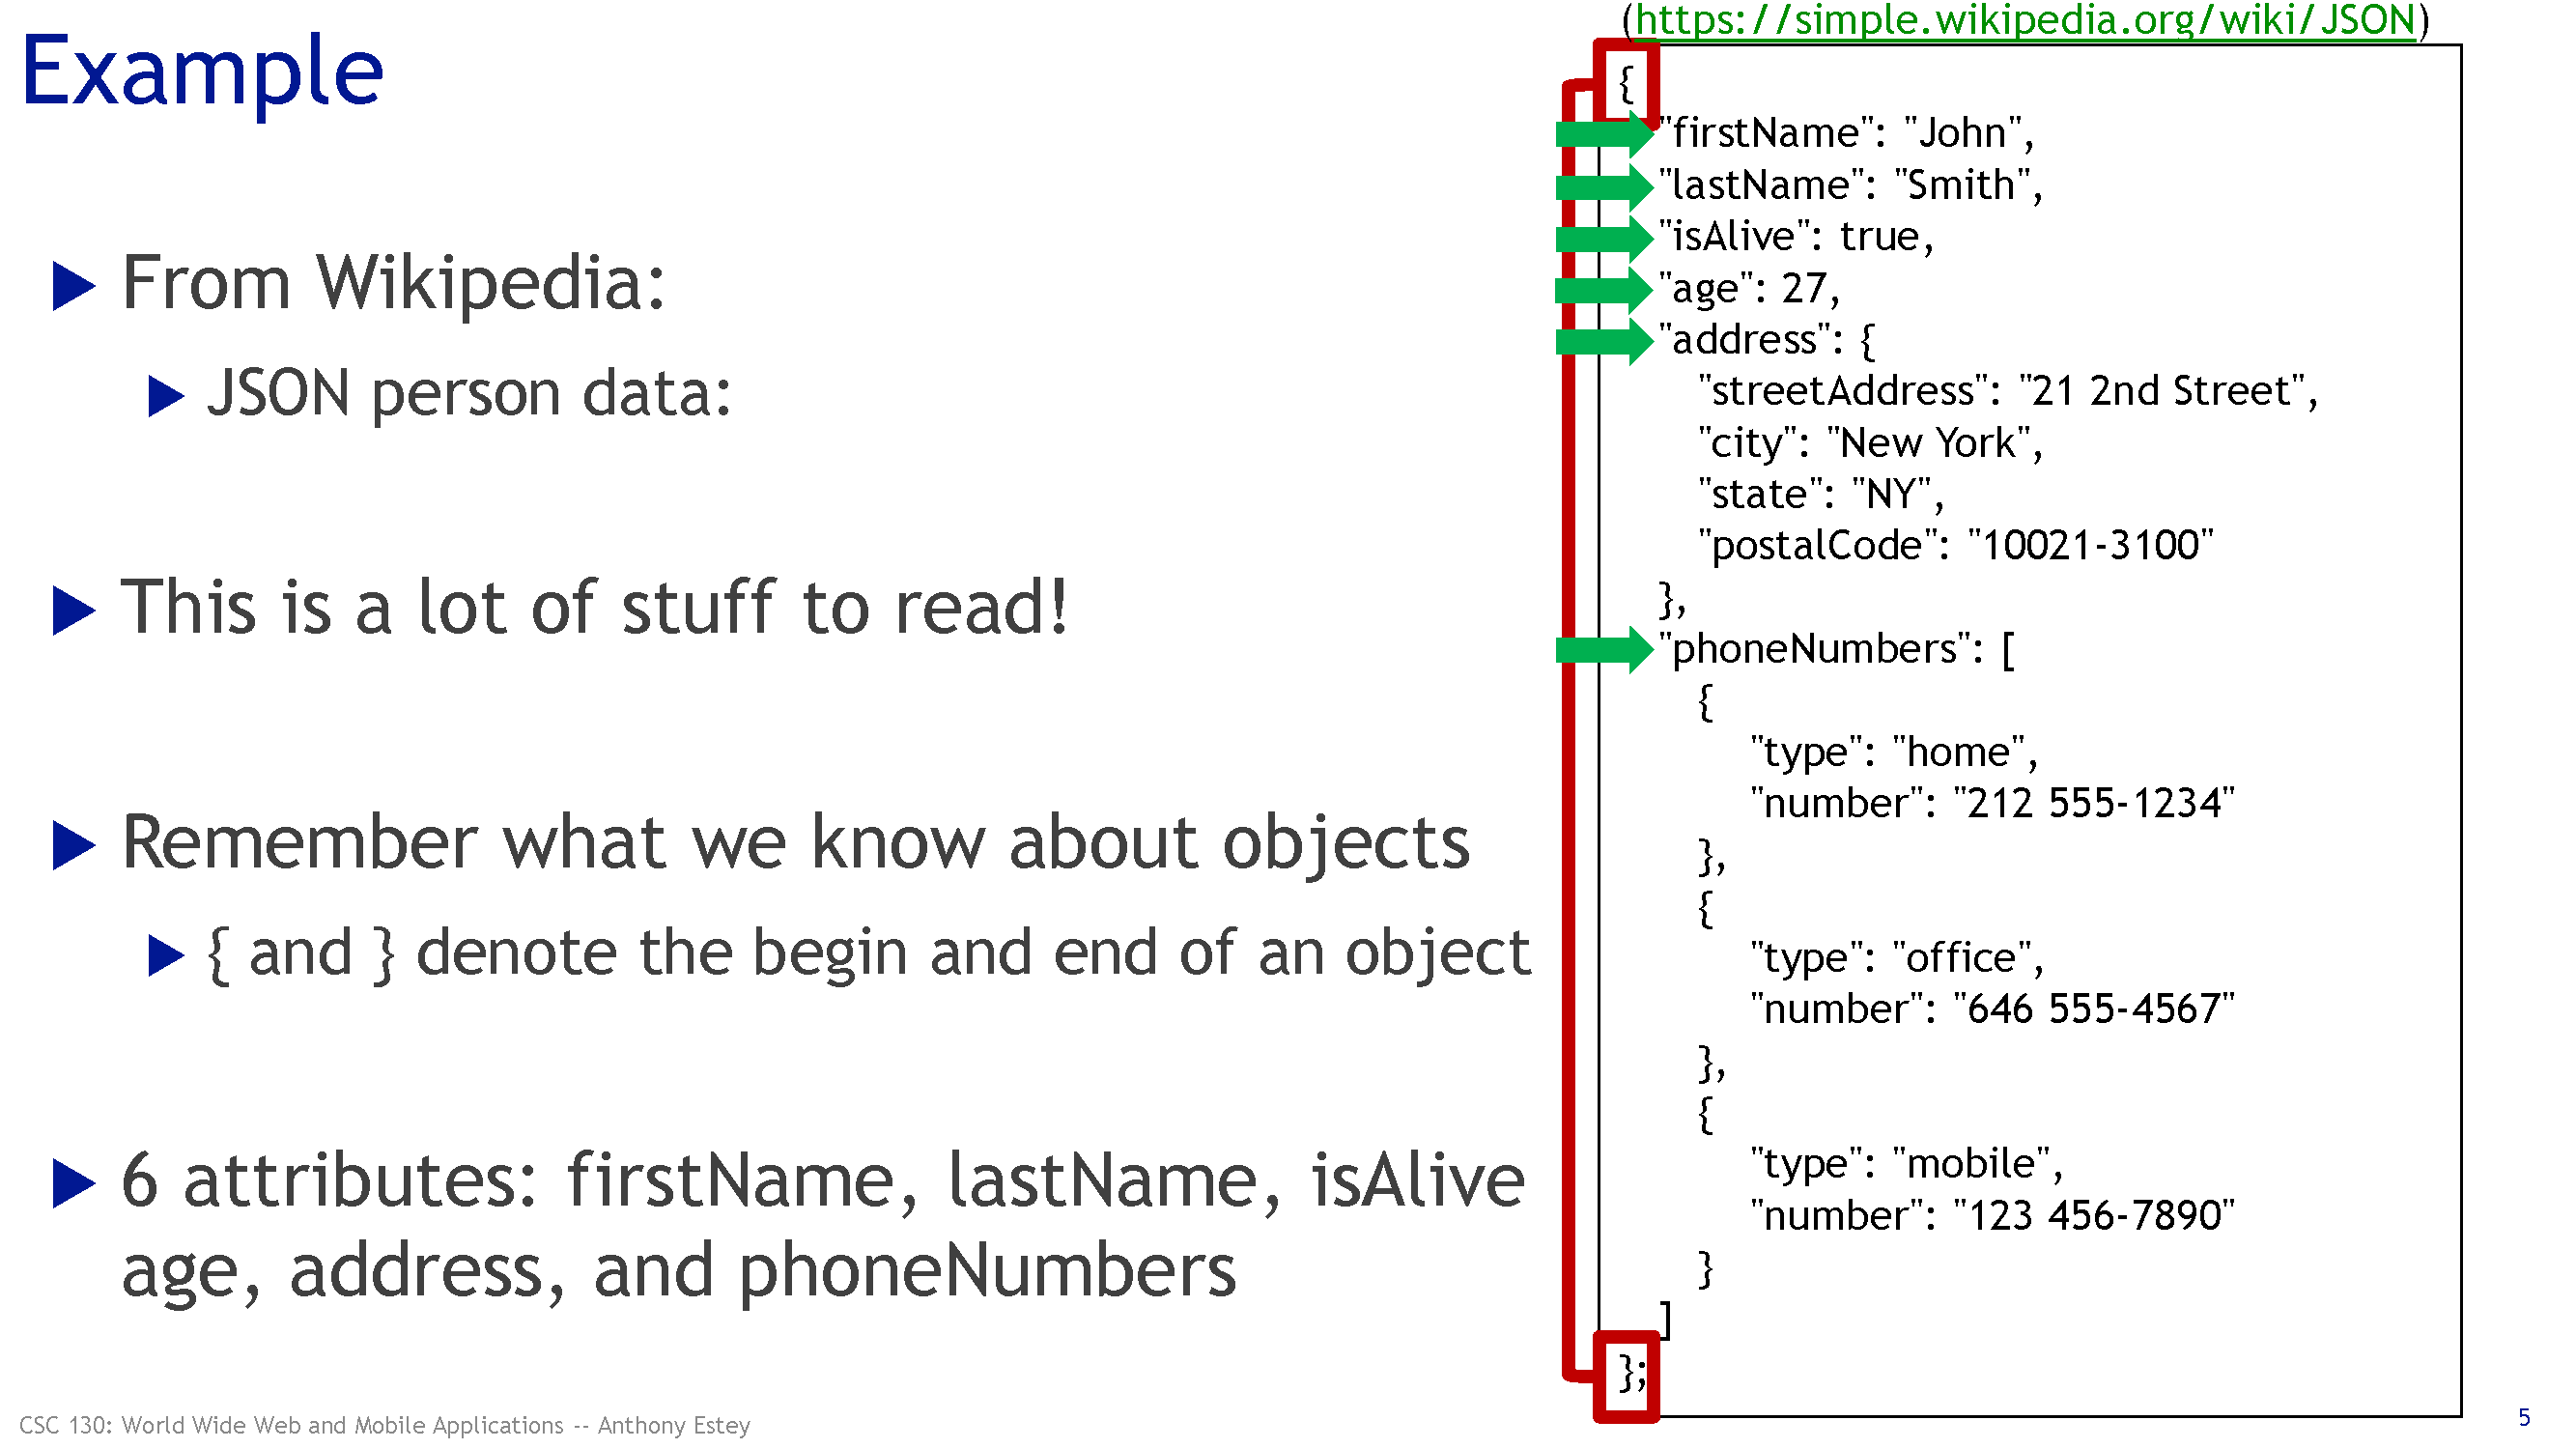 Example
From Wikipedia:
JSON person data:
This is a lot of stuff to read!
Remember what we know about objects
{ and } denote the begin and end of an object
6 attributes: firstName, lastName, isAlive
age, address, and phoneNumbers
(https://simple.wikipedia.org/wiki/JSON)
{
"firstName": "John",
"lastName": "Smith",
"isAlive": true,
"age": 27,
"address": {
"streetAddress": "21 2nd Street",
"city": "New York",
"state": "NY",
"postalCode": "10021-3100"
},
"phoneNumbers": [
{
"type": "home",
"number": "212 555-1234"
},
{
"type": "office",
"number": "646 555-4567"
},
{
"type": "mobile",
"number": "123 456-7890"
}
]
};
CSC 130: World Wide Web and Mobile Applications -- Anthony Estey
5